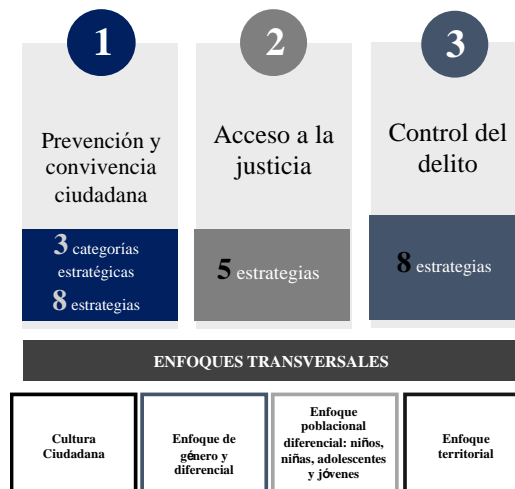 1
Prevención y
convivencia
ciudadana
3 categorías
estratégicas
8 estrategias
2
Acceso a la
justicia
5 estrategias
3
Control del
delito
8 estrategias
ENFOQUES TRANSVERSALES
Cultura
Ciudadana
Enfoque de
género y
diferencial
Enfoque
poblacional
diferencial: niños,
niñas, adolescentes
y jóvenes
Enfoque
territorial